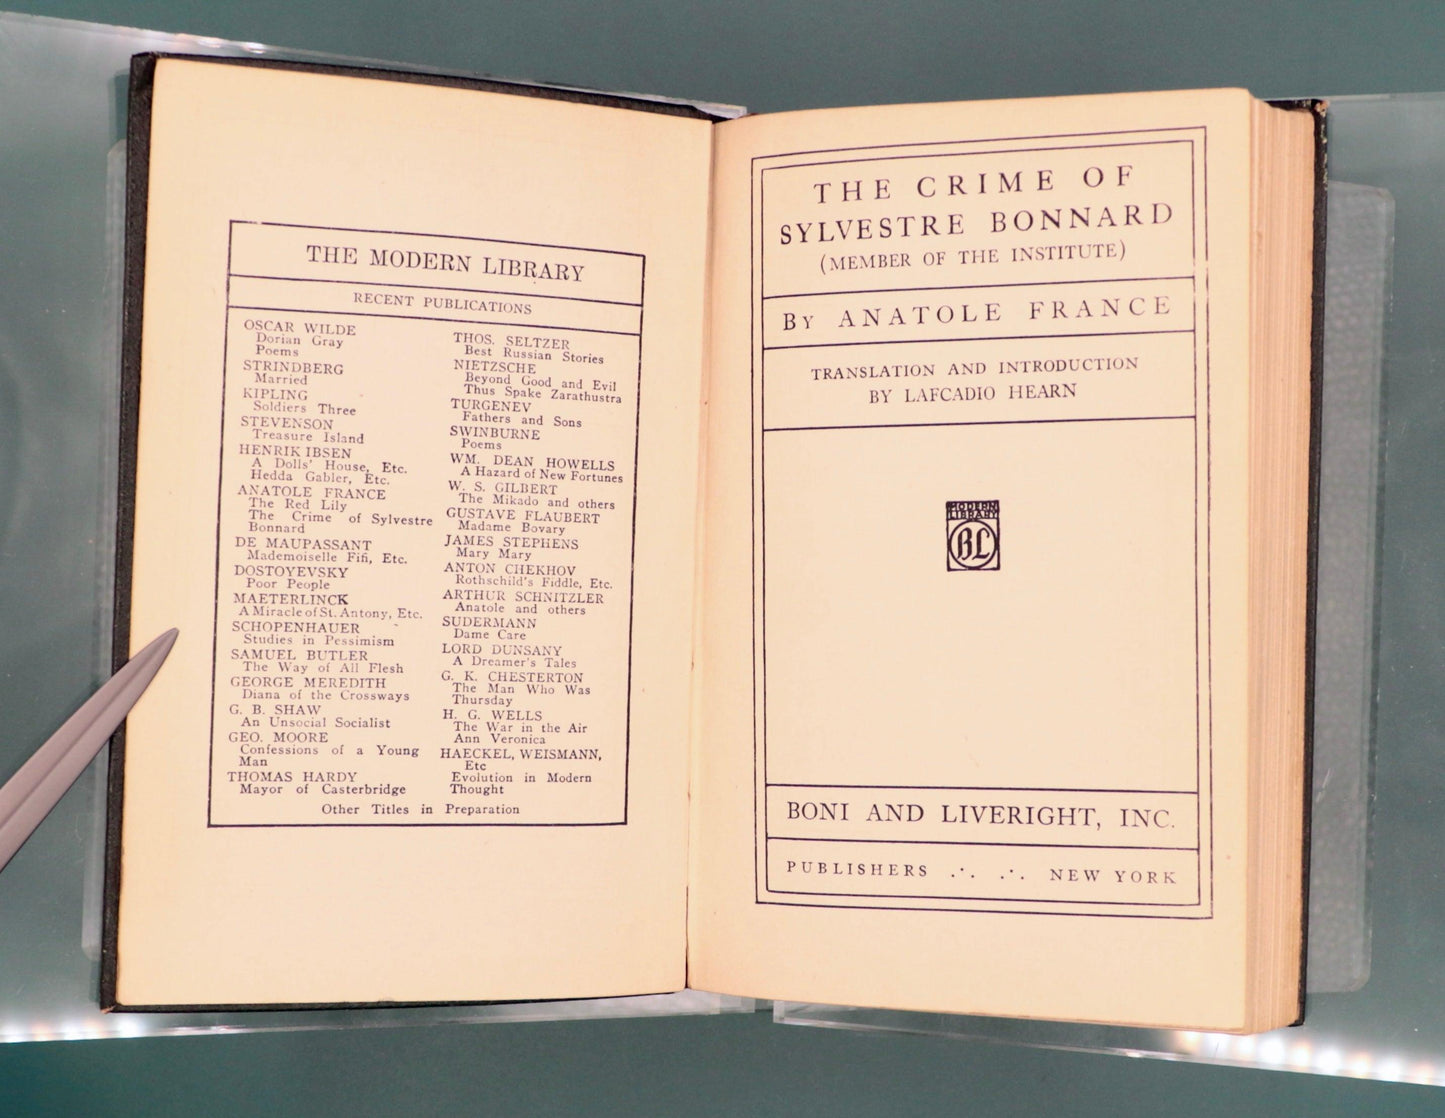 THE MODERN LIBRARY
RECENT PUBLICATIONS
OSCAR WILDE
Dorian Gray
Poems
STRINDBERG
Married
KIPLING
Soldiers Three
STEVENSON
Treasure Island
HENRIK IBSEN
A Dolls' House, Etc.
Hedda Gabler, Etc.
ANATOLE FRANCE
The Red Lily
The Crime of Sylvestre
Bonnard
DE MAUPASSANT
Mademoiselle Fifi, Etc.
DOSTOYEVSKY
Poor People
MAETERLINCK
A Miracle of St. Antony, Etc.
SCHOPENHAUER
Studies in Pessimism
SAMUEL BUTLER
The Way of All Flesh
GEORGE MEREDITH
Diana of the Crossways
G. B. SHAW
An Unsocial Socialist
GEO. MOORE
Confessions of a Young
Man
THOMAS HARDY
Mayor of Casterbridge
THOS. SELTZER
Best Russian Stories
NIETZSCHE
Beyond Good and Evil
Thus Spake Zarathustra
TURGENEV
Fathers and Sons
SWINBURNE
Poems
WM. DEAN HOWELLS
A Hazard of New Fortunes
W. S. GILBERT
The Mikado and others
GUSTAVE FLAUBERT
Madame Bovary
JAMES STEPHENS
Mary Mary
ANTON CHEKHOV
Rothschild's Fiddle, Etc.
ARTHUR SCHNITZLER
Anatole and others
SUDERMANN
Dame Care
LORD DUNSANY
A Dreamer's Tales
G. K. CHESTERTON
The Man Who Was
Thursday
H. G. WELLS
The War in the Air
Ann Veronica
HAECKEL, WEISMANN,
Etc
Evolution in Modern
Thought
Other Titles in Preparation
THE CRIME OF
SYLVESTRE BONNARD
(MEMBER OF THE INSTITUTE)
BY ANATOLE FRANCE
TRANSLATION AND INTRODUCTION
BY LAFCADIO HEARN
MODERN
LIBRARY
BL
BONI AND LIVERIGHT, INC.
PUBLISHERS .·. .·. NEW YORK